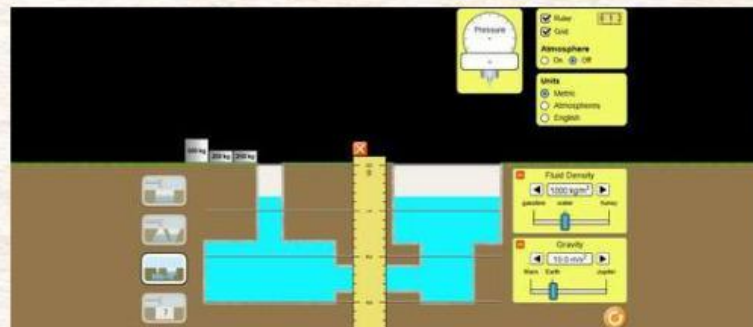 Pressure
Ruler
Grid
Atmosphere
On Off
Units
Metric
Atmospheres
English
250 kg 250 kg
Fluid Density
1000 kg/m³
gasoline water honey
Gravity
10.0 m/s²
Mars Earth Jupiter
?